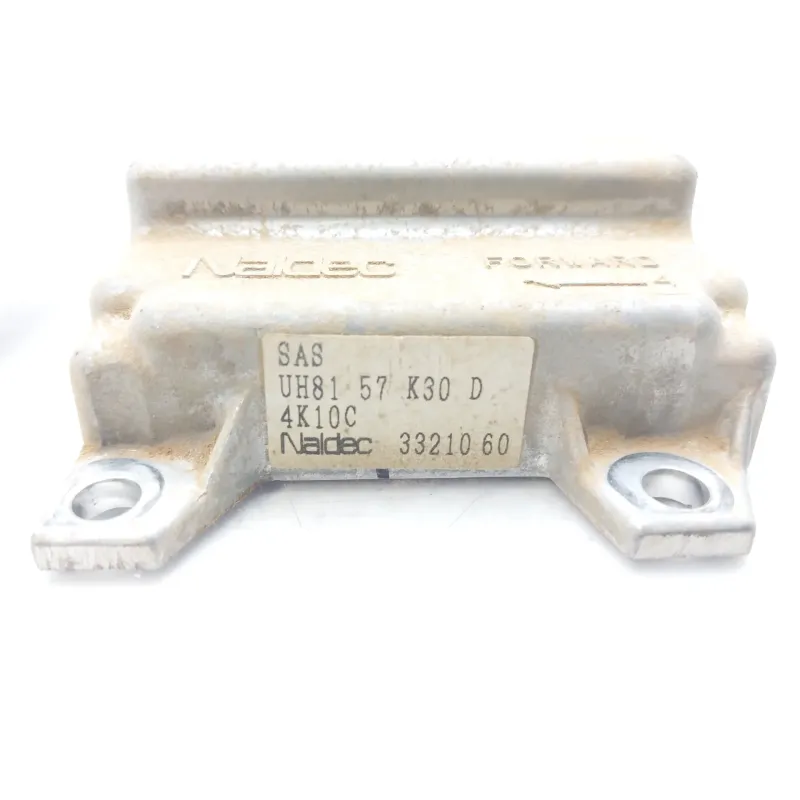 Naldec FORWARD
SAS
UH81 57 K30 D
4K10C
Naldec 33210 60